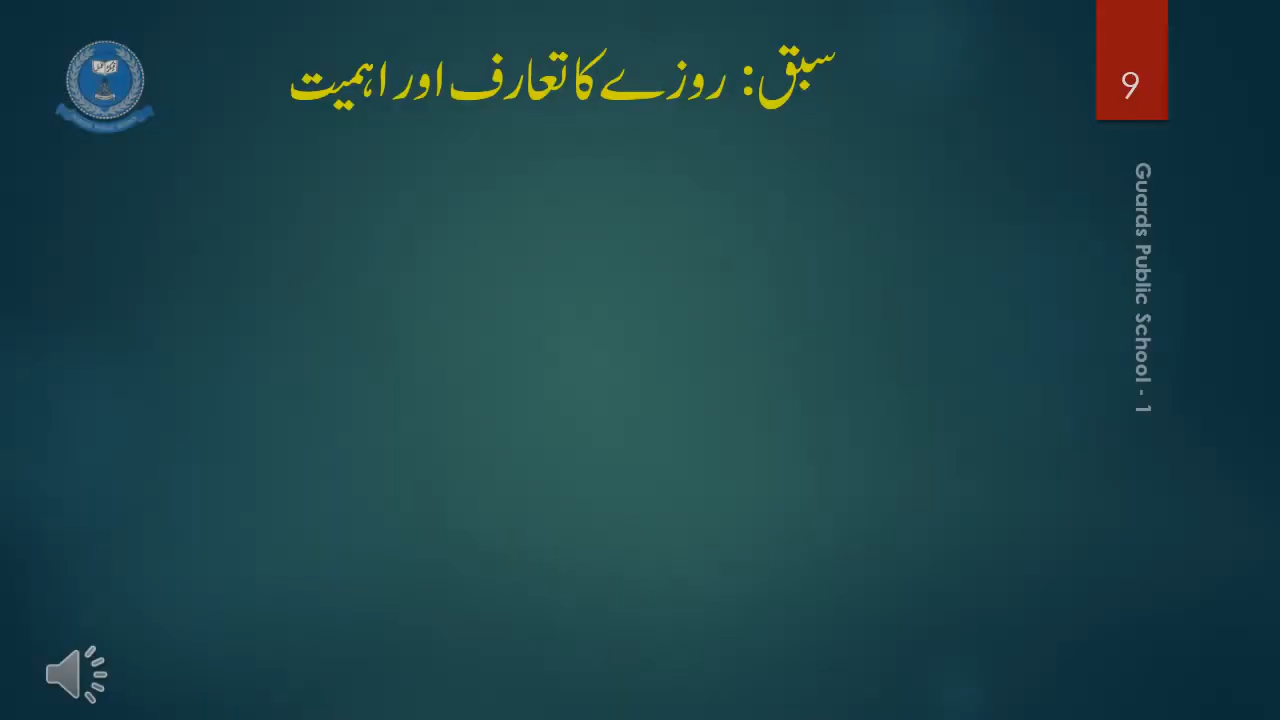 سبق: روزے کا تعارف اور اہمیت
9
Guards Public School - 1